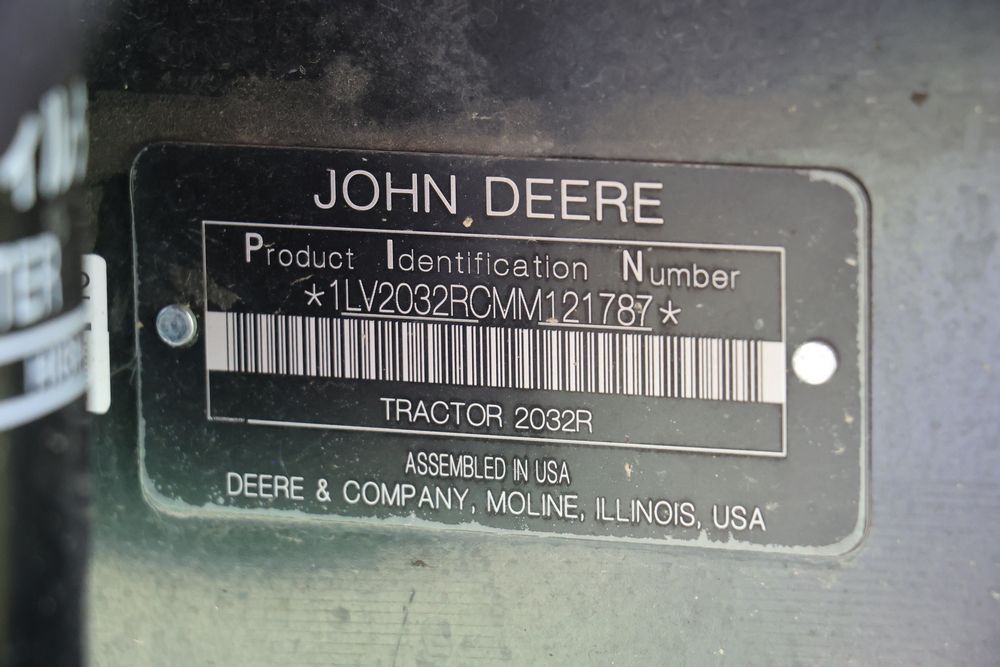 JOHN DEERE
Product Identification Number
*1LV2032RCMM121787*
TRACTOR 2032R
ASSEMBLED IN USA
DEERE & COMPANY, MOLINE, ILLINOIS, USA